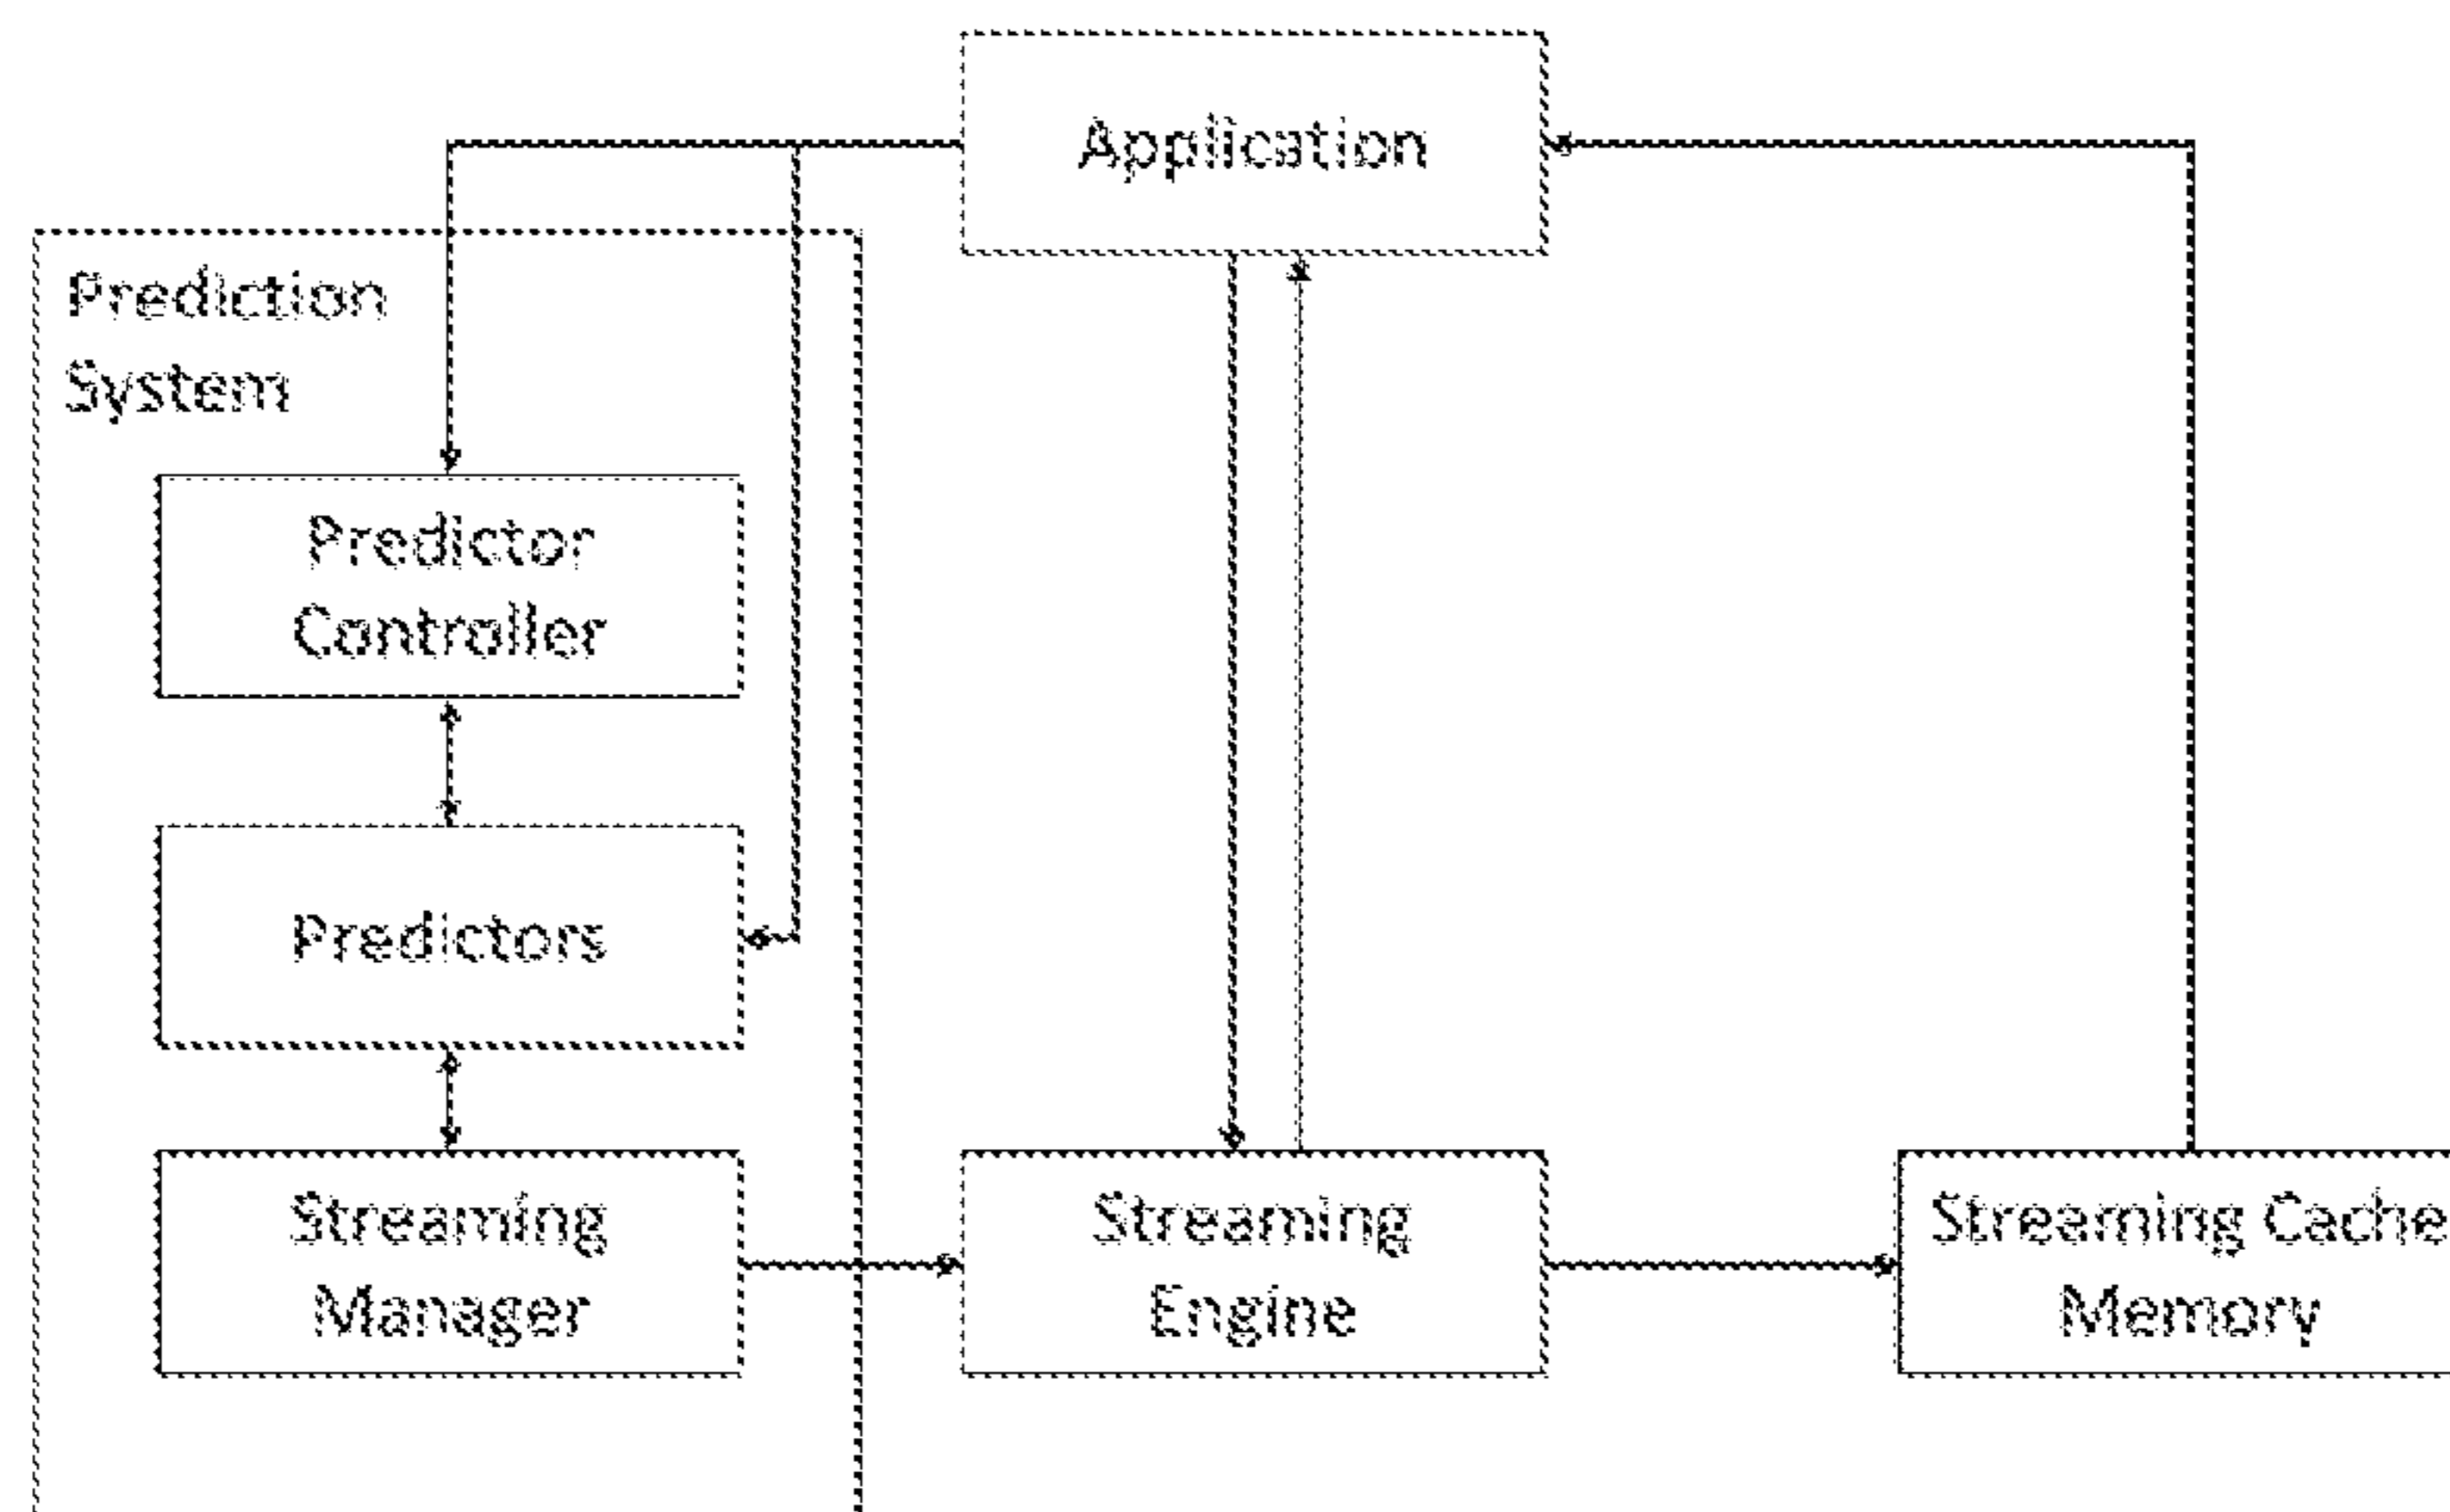 Application
Prediction
System
Predictor
Controller
Predictors
Streaming
Manager
Streaming
Engine
Streaming Cache
Memory